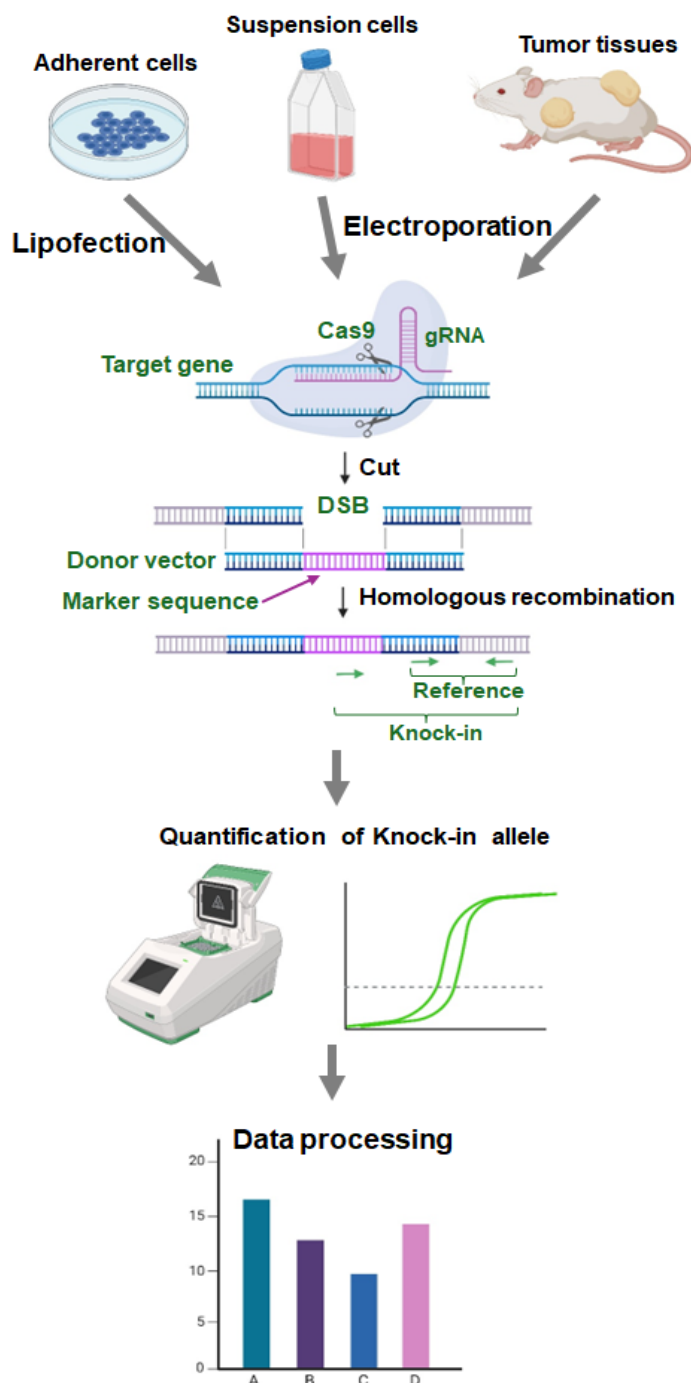 Suspension cells
Adherent cells
Tumor tissues
Lipofection
Electroporation
Cas9
gRNA
Target gene
Cut
DSB
Donor vector
Marker sequence
Homologous recombination
Reference
Knock-in
Quantification of Knock-in allele
Data processing
20
15
10
5
0
A B C D